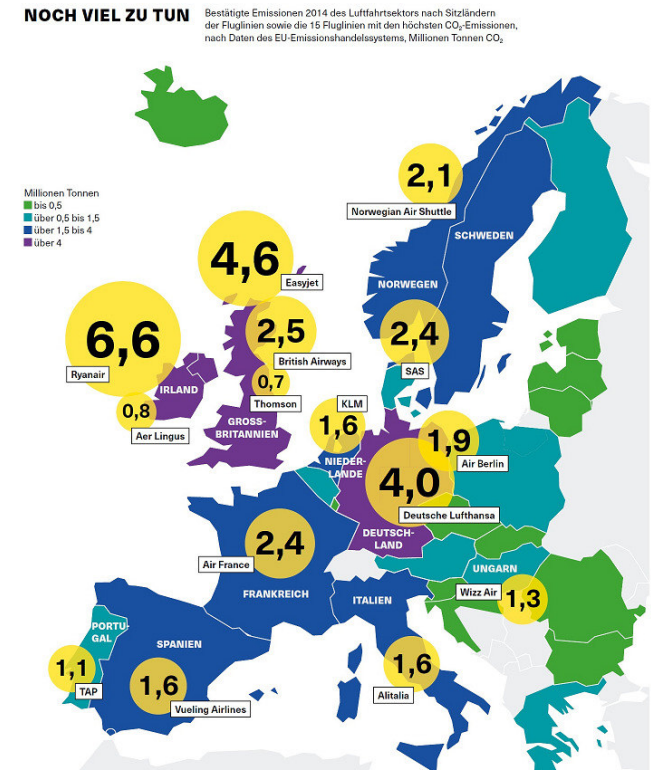 NOCH VIEL ZU TUN
Bestätigte Emissionen 2014 des Luftfahrtsektors nach Sitzländern
der Fluglinien sowie die 15 Fluglinien mit den höchsten CO₂-Emissionen,
nach Daten des EU-Emissionshandelssystems, Millionen Tonnen CO₂
Millionen Tonnen
bis 0,5
über 0,5 bis 1,5
über 1,5 bis 4
über 4
2,1
Norwegian Air Shuttle
SCHWEDEN
NORWEGEN
4,6
Easyjet
2,5
British Airways
2,4
SAS
6,6
Ryanair
IRLAND
0,7
Thomson
0,8
Aer Lingus
GROSS-
BRITANNIEN
KLM
1,6
NIEDER-
LANDE
1,9
Air Berlin
4,0
Deutsche Lufthansa
DEUTSCH-
LAND
2,4
Air France
FRANKREICH
UNGARN
Wizz Air
1,3
ITALIEN
PORTU-
GAL
SPANIEN
1,1
TAP
1,6
Vueling Airlines
1,6
Alitalia